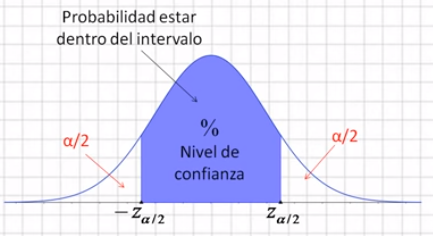 Probabilidad estar
dentro del intervalo
α/2
%
Nivel de
confianza
α/2
−zα/2
zα/2